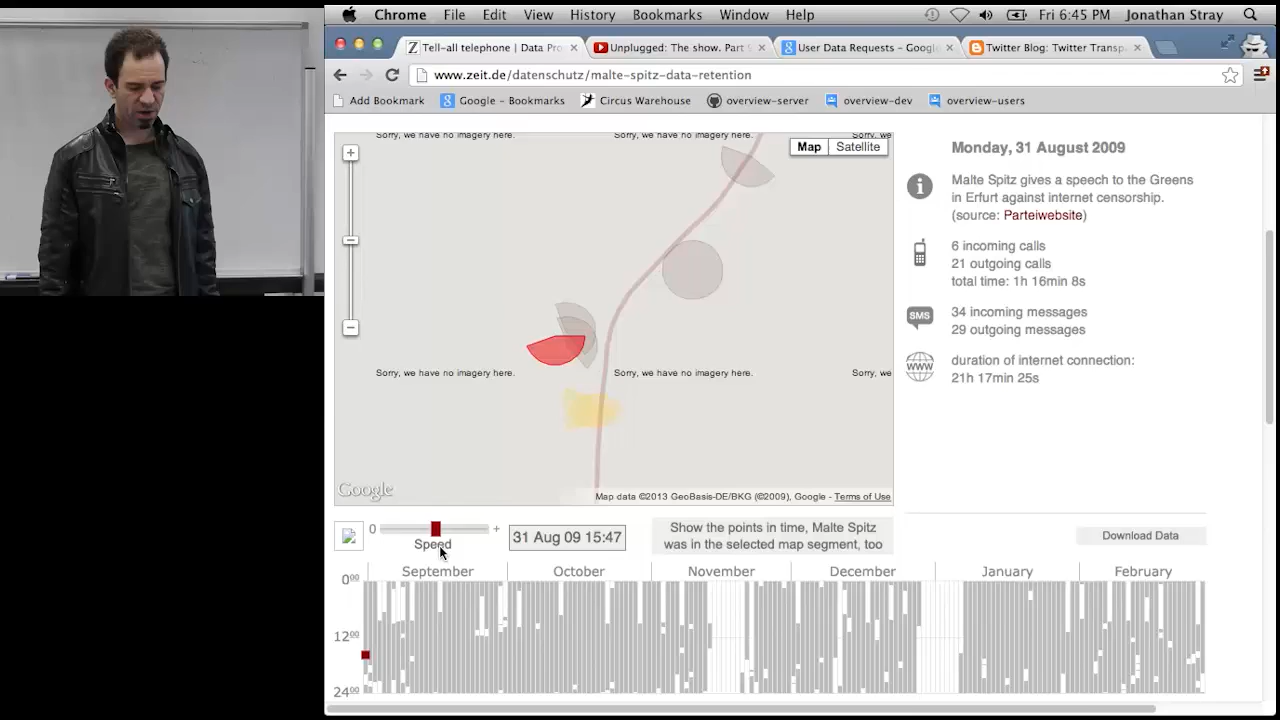 Chrome File Edit View History Bookmarks Window Help Fri 6:45 PM Jonathan Stray
Tell-all telephone | Data Pro
Unplugged: The show. Part
User Data Requests – Google
Twitter Blog: Twitter Transp
www.zeit.de/datenschutz/malte-spitz-data-retention
Add Bookmark
Google - Bookmarks
Circus Warehouse
overview-server
overview-dev
overview-users
Sorry, we have no imagery here.
Sorry, we have no imagery here.
Sorry, we
Map
Satellite
Sorry, we have no imagery here.
Sorry, we have no imagery here.
Sorry, we
Google
Map data ©2013 GeoBasis-DE/BKG (©2009), Google - Terms of Use
Monday, 31 August 2009
Malte Spitz gives a speech to the Greens
in Erfurt against internet censorship.
(source: Parteiwebsite)
6 incoming calls
21 outgoing calls
total time: 1h 16min 8s
SMS
34 incoming messages
29 outgoing messages
WWW
duration of internet connection:
21h 17min 25s
0
+
Speed
31 Aug 09 15:47
Show the points in time, Malte Spitz
was in the selected map segment, too
Download Data
September October November December January February
0⁰⁰
12⁰⁰
24⁰⁰